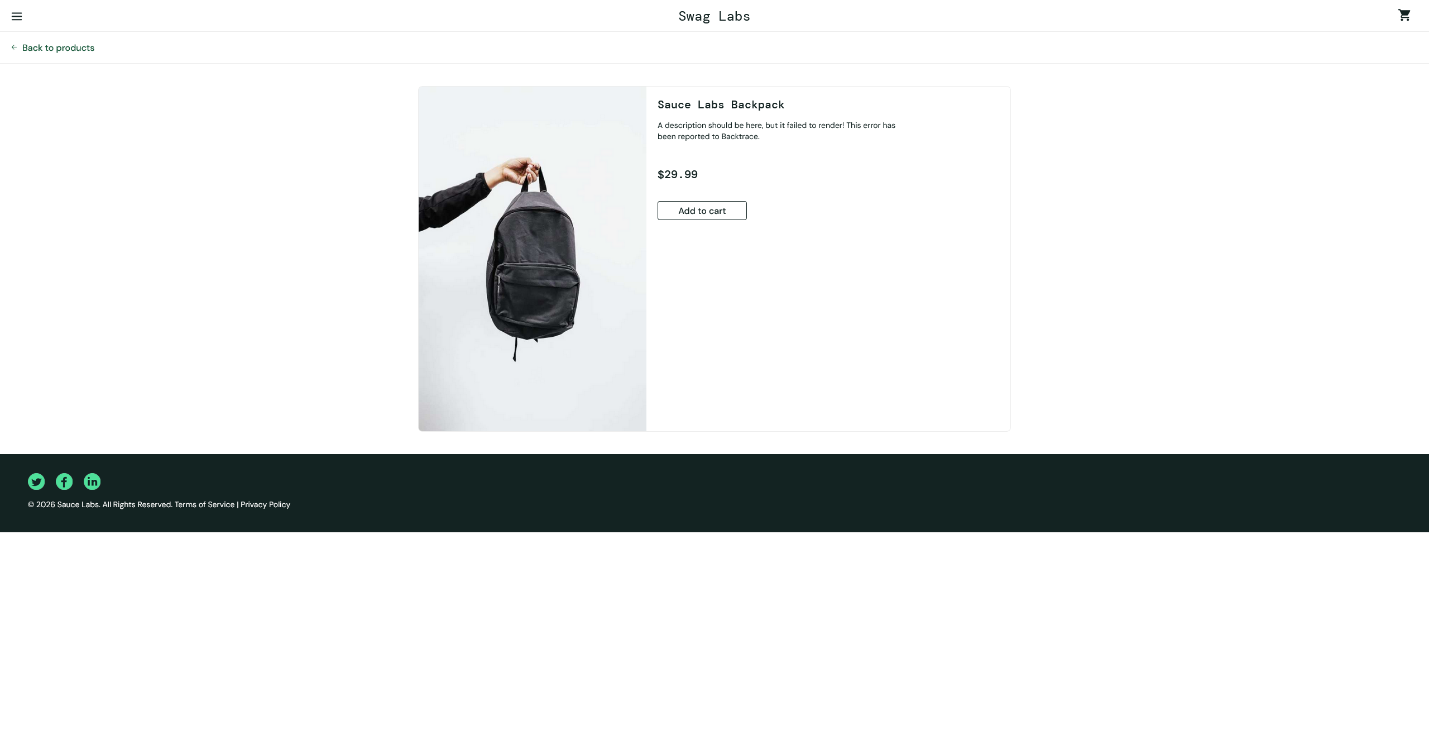 Swag Labs
Back to products
Sauce Labs Backpack
A description should be here, but it failed to render! This error has
been reported to Backtrace.
$29.99
Add to cart
© 2026 Sauce Labs. All Rights Reserved. Terms of Service | Privacy Policy